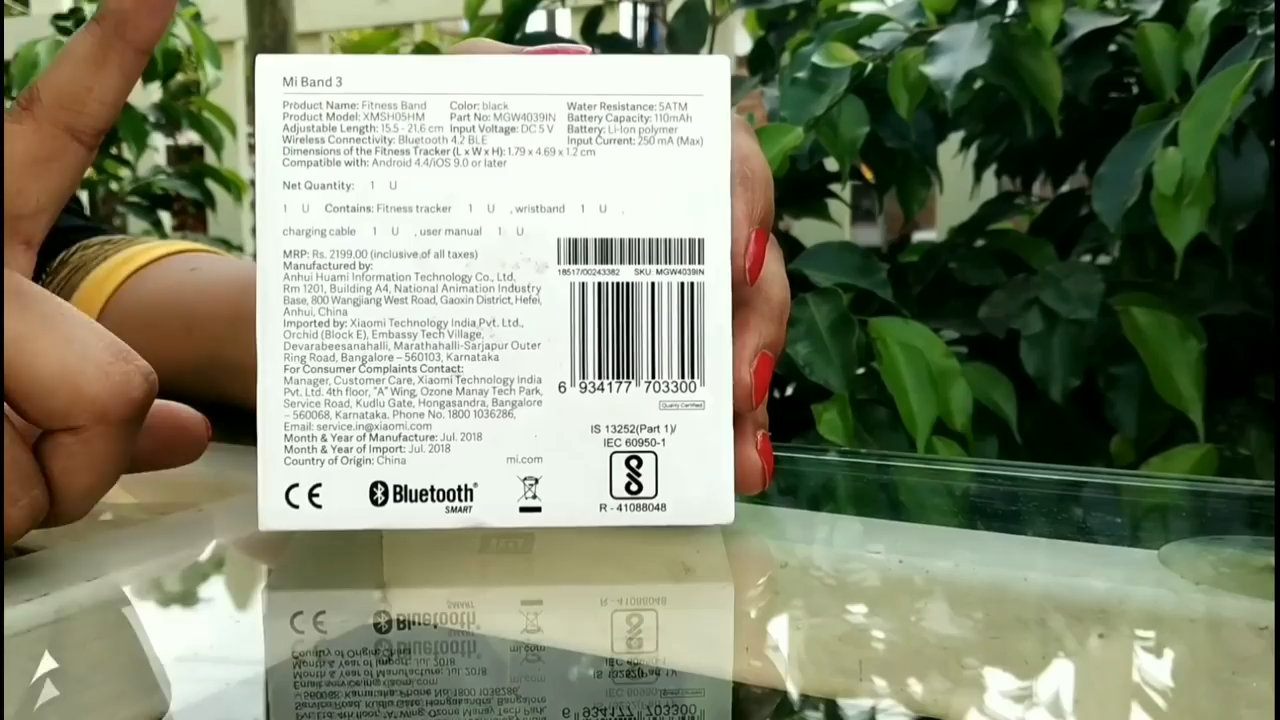 Mi Band 3
Product Name: Fitness Band Color: black Water Resistance: 5ATM
Product Model: XMSH05HM Part No: MGW4039IN Battery Capacity: 110mAh
Adjustable Length: 15.5 - 21.6 cm Input Voltage: DC 5 V Battery: Li-Ion polymer
Wireless Connectivity: Bluetooth 4.2 BLE Input Current: 250 mA (Max)
Dimensions of the Fitness Tracker (L x W x H): 1.79 x 4.69 x 1.2 cm
Compatible with: Android 4.4/iOS 9.0 or later
Net Quantity: 1 U
1 U Contains: Fitness tracker 1 U , wristband 1 U ,
charging cable 1 U , user manual 1 U
MRP: Rs. 2199.00 (inclusive of all taxes)
Manufactured by:
Anhui Huami Information Technology Co., Ltd.
Rm 1201, Building A4, National Animation Industry
Base, 800 Wangjiang West Road, Gaoxin District, Hefei,
Anhui, China
Imported by: Xiaomi Technology India Pvt. Ltd.,
Orchid (Block E), Embassy Tech Village,
Devarabeesanahalli, Marathahalli-Sarjapur Outer
Ring Road, Bangalore – 560103, Karnataka
For Consumer Complaints Contact:
Manager, Customer Care, Xiaomi Technology India
Pvt. Ltd. 4th floor, "A" Wing, Ozone Manay Tech Park,
Service Road, Kudlu Gate, Hongasandra, Bangalore
– 560068, Karnataka. Phone No. 1800 1036286,
Email: service.in@xiaomi.com
Month & Year of Manufacture: Jul. 2018
Month & Year of Import: Jul. 2018
Country of Origin: China mi.com
18517/00243382 SKU: MGW4039IN
6 934177 703300
Quality Certified
IS 13252(Part 1)/
IEC 60950-1
R - 41088048
CE
Bluetooth®
SMART